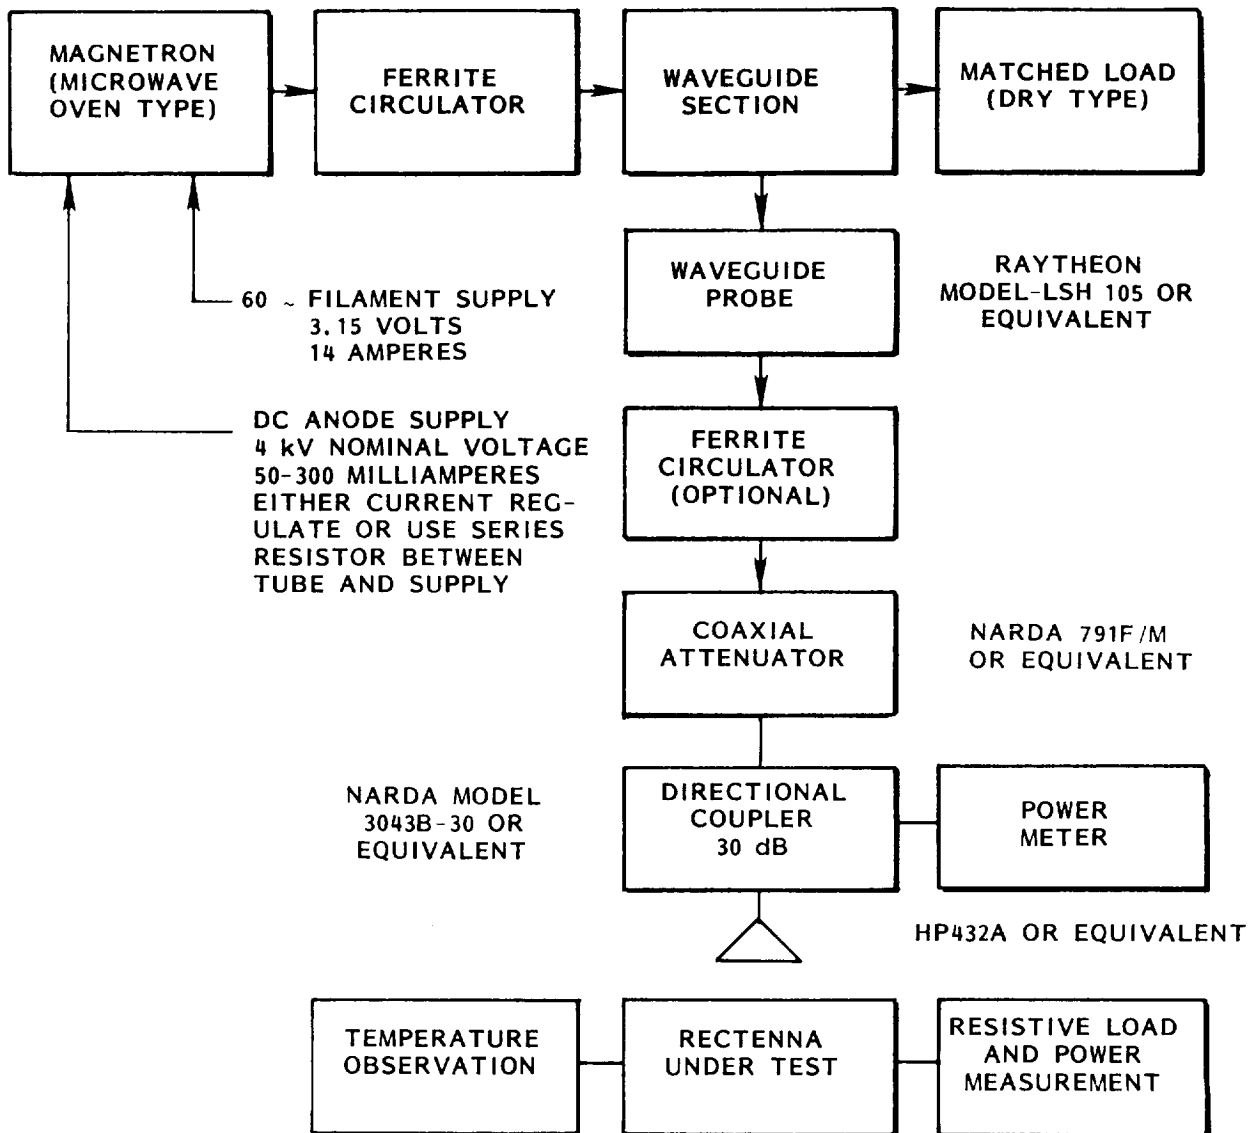 MAGNETRON
(MICROWAVE
OVEN TYPE)
FERRITE
CIRCULATOR
WAVEGUIDE
SECTION
MATCHED LOAD
(DRY TYPE)
WAVEGUIDE
PROBE
RAYTHEON
MODEL-LSH 105 OR
EQUIVALENT
60 ~ FILAMENT SUPPLY
3.15 VOLTS
14 AMPERES
DC ANODE SUPPLY
4 kV NOMINAL VOLTAGE
50-300 MILLIAMPERES
EITHER CURRENT REG-
ULATE OR USE SERIES
RESISTOR BETWEEN
TUBE AND SUPPLY
FERRITE
CIRCULATOR
(OPTIONAL)
COAXIAL
ATTENUATOR
NARDA 791F/M
OR EQUIVALENT
NARDA MODEL
3043B-30 OR
EQUIVALENT
DIRECTIONAL
COUPLER
30 dB
POWER
METER
HP432A OR EQUIVALENT
TEMPERATURE
OBSERVATION
RECTENNA
UNDER TEST
RESISTIVE LOAD
AND POWER
MEASUREMENT